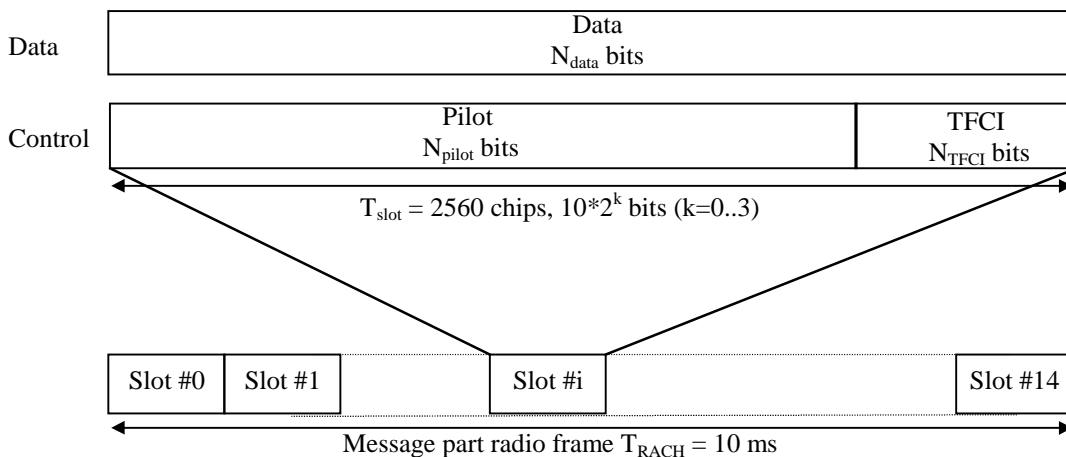 Data
Data
N_data bits
Control
Pilot
N_pilot bits
TFCI
N_TFCI bits
T_slot = 2560 chips, 10*2^k bits (k=0..3)
Slot #0 Slot #1 Slot #i Slot #14
Message part radio frame T_RACH = 10 ms